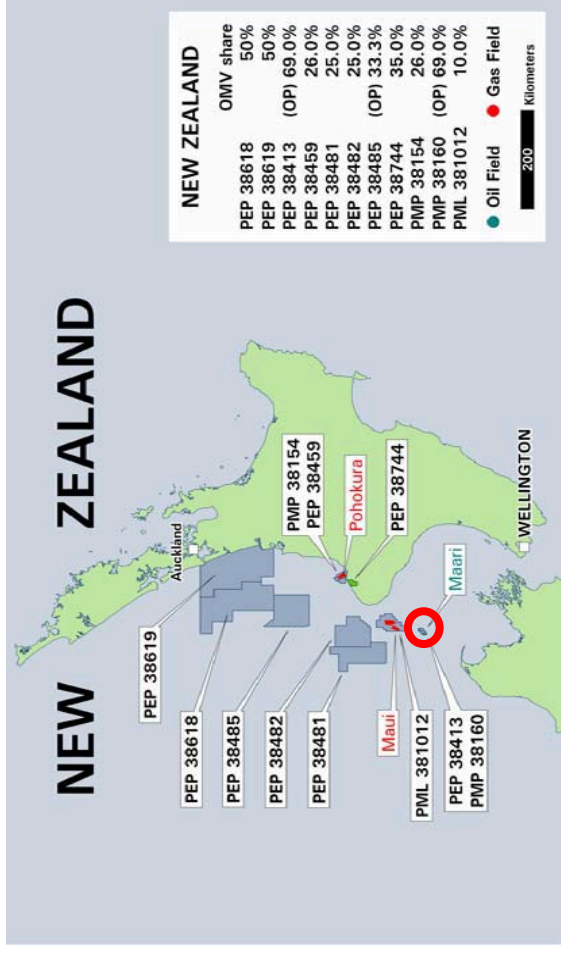 NEW ZEALAND
PEP 38619
Auckland
PEP 38618
PEP 38485
PEP 38482
PEP 38481
PMP 38154
PEP 38459
Pohokura
PEP 38744
Maui
PML 381012
PEP 38413
PMP 38160
Maari
WELLINGTON
NEW ZEALAND
OMV share
PEP 38618 50%
PEP 38619 50%
PEP 38413 (OP) 69.0%
PEP 38459 26.0%
PEP 38481 25.0%
PEP 38482 25.0%
PEP 38485 (OP) 33.3%
PEP 38744 35.0%
PMP 38154 26.0%
PMP 38160 (OP) 69.0%
PML 381012 10.0%
Oil Field Gas Field
200 Kilometers